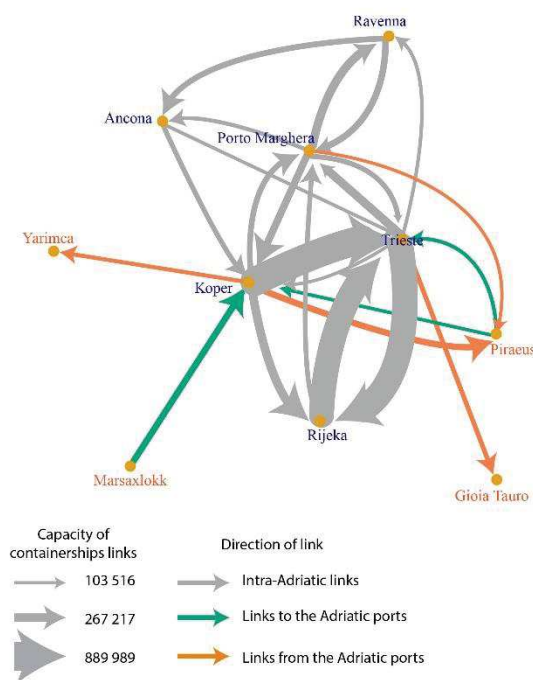 Ravenna
Ancona
Porto Marghera
Yarimca
Trieste
Koper
Piraeus
Rijeka
Marsaxlokk
Gioia Tauro
Capacity of
containerships links
Direction of link
103 516
Intra-Adriatic links
267 217
Links to the Adriatic ports
889 989
Links from the Adriatic ports